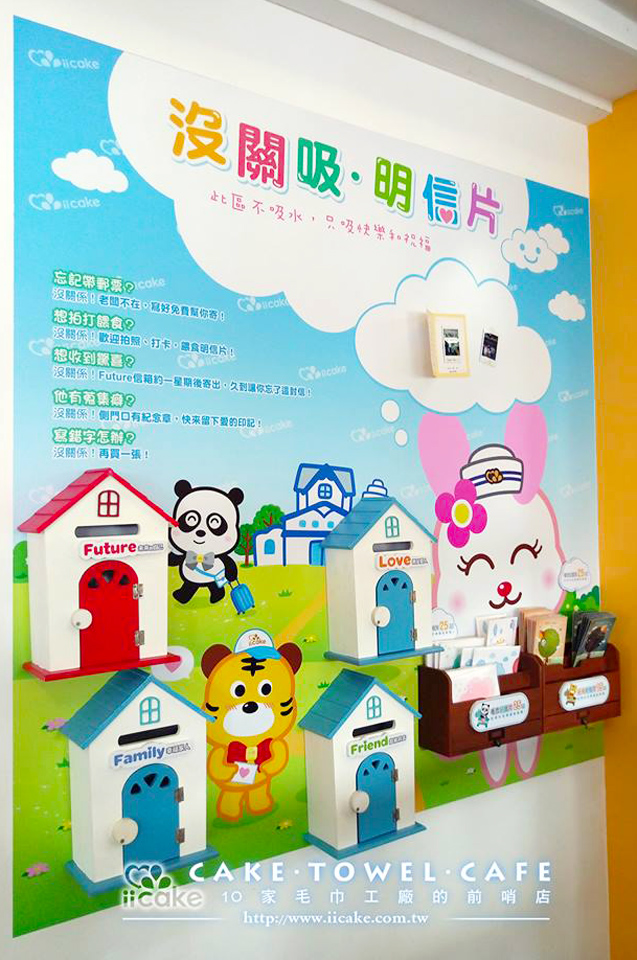 iicake
沒關吸·明信片
此區不吸水，只吸快樂和祝福
iicake
iicake
忘記帶郵票？
沒關係！老闆不在，寫好免費幫你寄！
想拍打餵食？
沒關係！歡迎拍照、打卡、餵食明信片！
想收到驚喜？
沒關係！Future信箱約一星期後寄出，久到讓你忘了這封信！
他有蒐集癖？
沒關係！側門口有紀念章，快來留下愛的印記！
寫錯字怎辦？
沒關係！再買一張！
iicake
iicake
iicake
Future
Love
Family
Friend
25
iicake
CAKE·TOWEL·CAFE
10家毛巾工廠的前哨店
http://www.iicake.com.tw